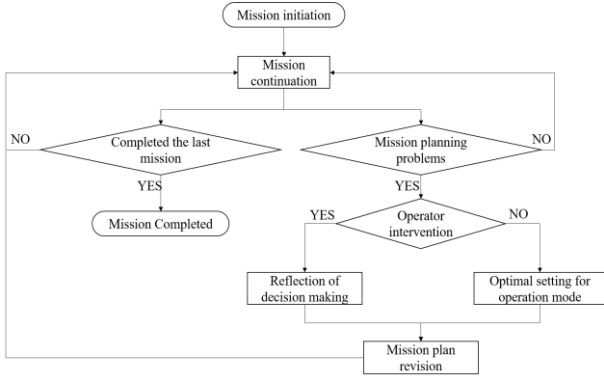 Mission initiation
Mission
continuation
NO
Completed the last
mission
Mission planning
problems
NO
YES
YES
Mission Completed
YES
Operator
intervention
NO
Reflection of
decision making
Optimal setting for
operation mode
Mission plan
revision